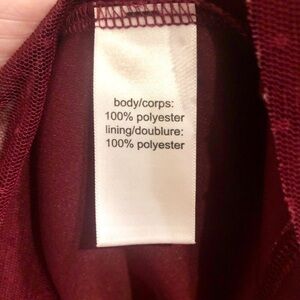 body/corps:
100% polyester
lining/doublure:
100% polyester